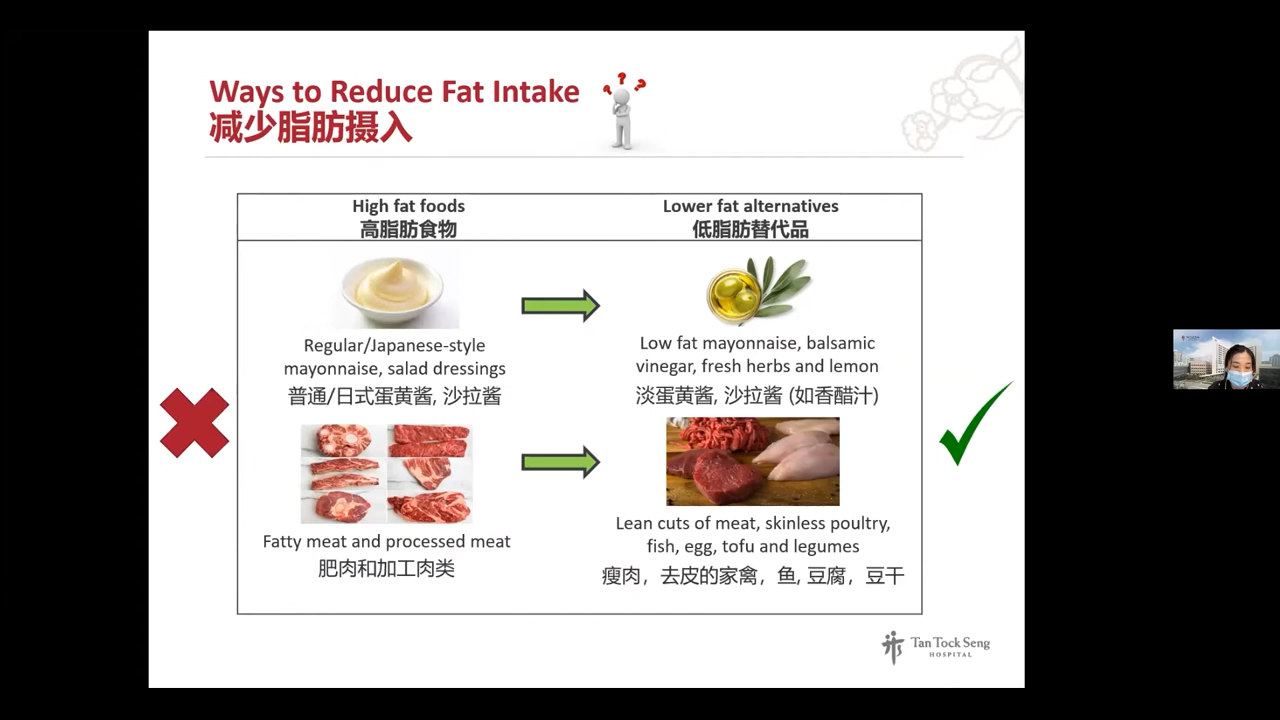 Ways to Reduce Fat Intake
减少脂肪摄入
? ? ?
High fat foods
高脂肪食物
Lower fat alternatives
低脂肪替代品
Regular/Japanese-style
mayonnaise, salad dressings
普通/日式蛋黄酱, 沙拉酱
Low fat mayonnaise, balsamic
vinegar, fresh herbs and lemon
淡蛋黄酱, 沙拉酱 (如香醋汁)
Fatty meat and processed meat
肥肉和加工肉类
Lean cuts of meat, skinless poultry,
fish, egg, tofu and legumes
瘦肉，去皮的家禽，鱼, 豆腐，豆干
Tan Tock Seng
HOSPITAL